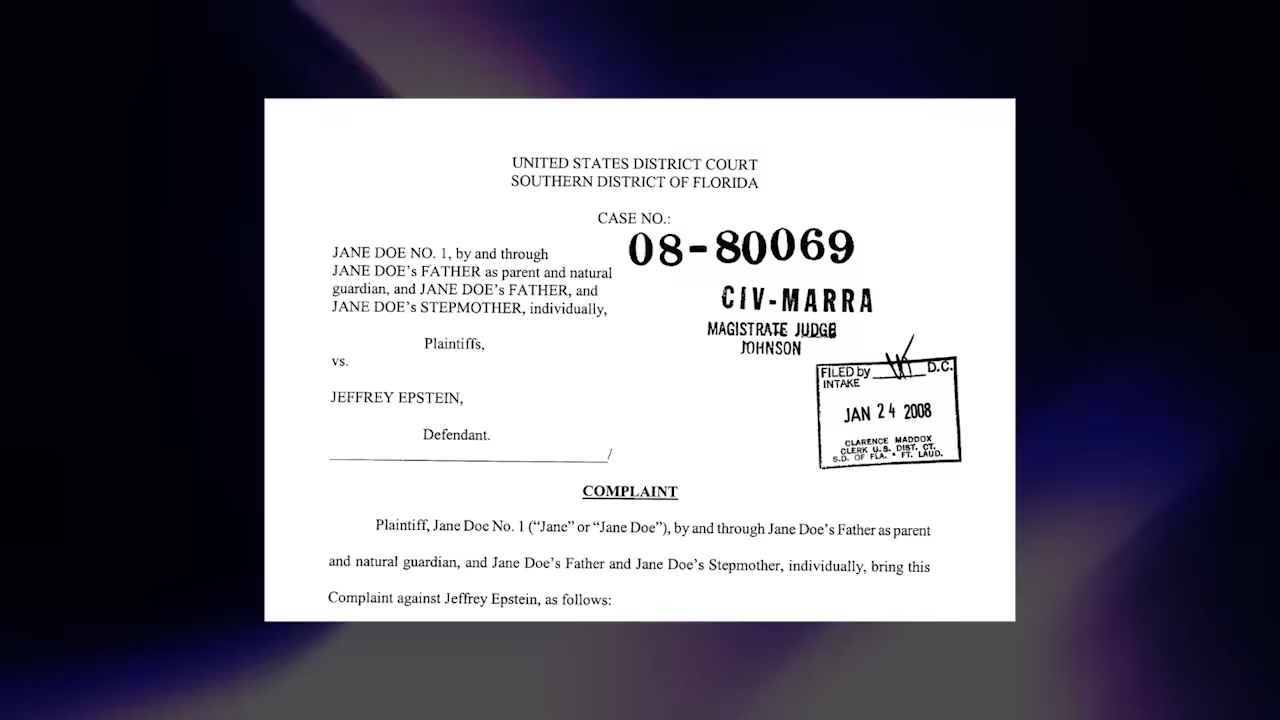 UNITED STATES DISTRICT COURT
SOUTHERN DISTRICT OF FLORIDA
CASE NO.:
08-80069
CIV-MARRA
MAGISTRATE JUDGE
JOHNSON
JANE DOE NO. 1, by and through
JANE DOE's FATHER as parent and natural
guardian, and JANE DOE's FATHER, and
JANE DOE's STEPMOTHER, individually,
Plaintiffs,
vs.
JEFFREY EPSTEIN,
Defendant.
/
FILED by D.C.
INTAKE
JAN 24 2008
CLARENCE MADDOX
CLERK U.S. DIST. CT.
S.D. OF FLA. • FT. LAUD.
COMPLAINT
Plaintiff, Jane Doe No. 1 (“Jane” or “Jane Doe”), by and through Jane Doe’s Father as parent
and natural guardian, and Jane Doe’s Father and Jane Doe’s Stepmother, individually, bring this
Complaint against Jeffrey Epstein, as follows: